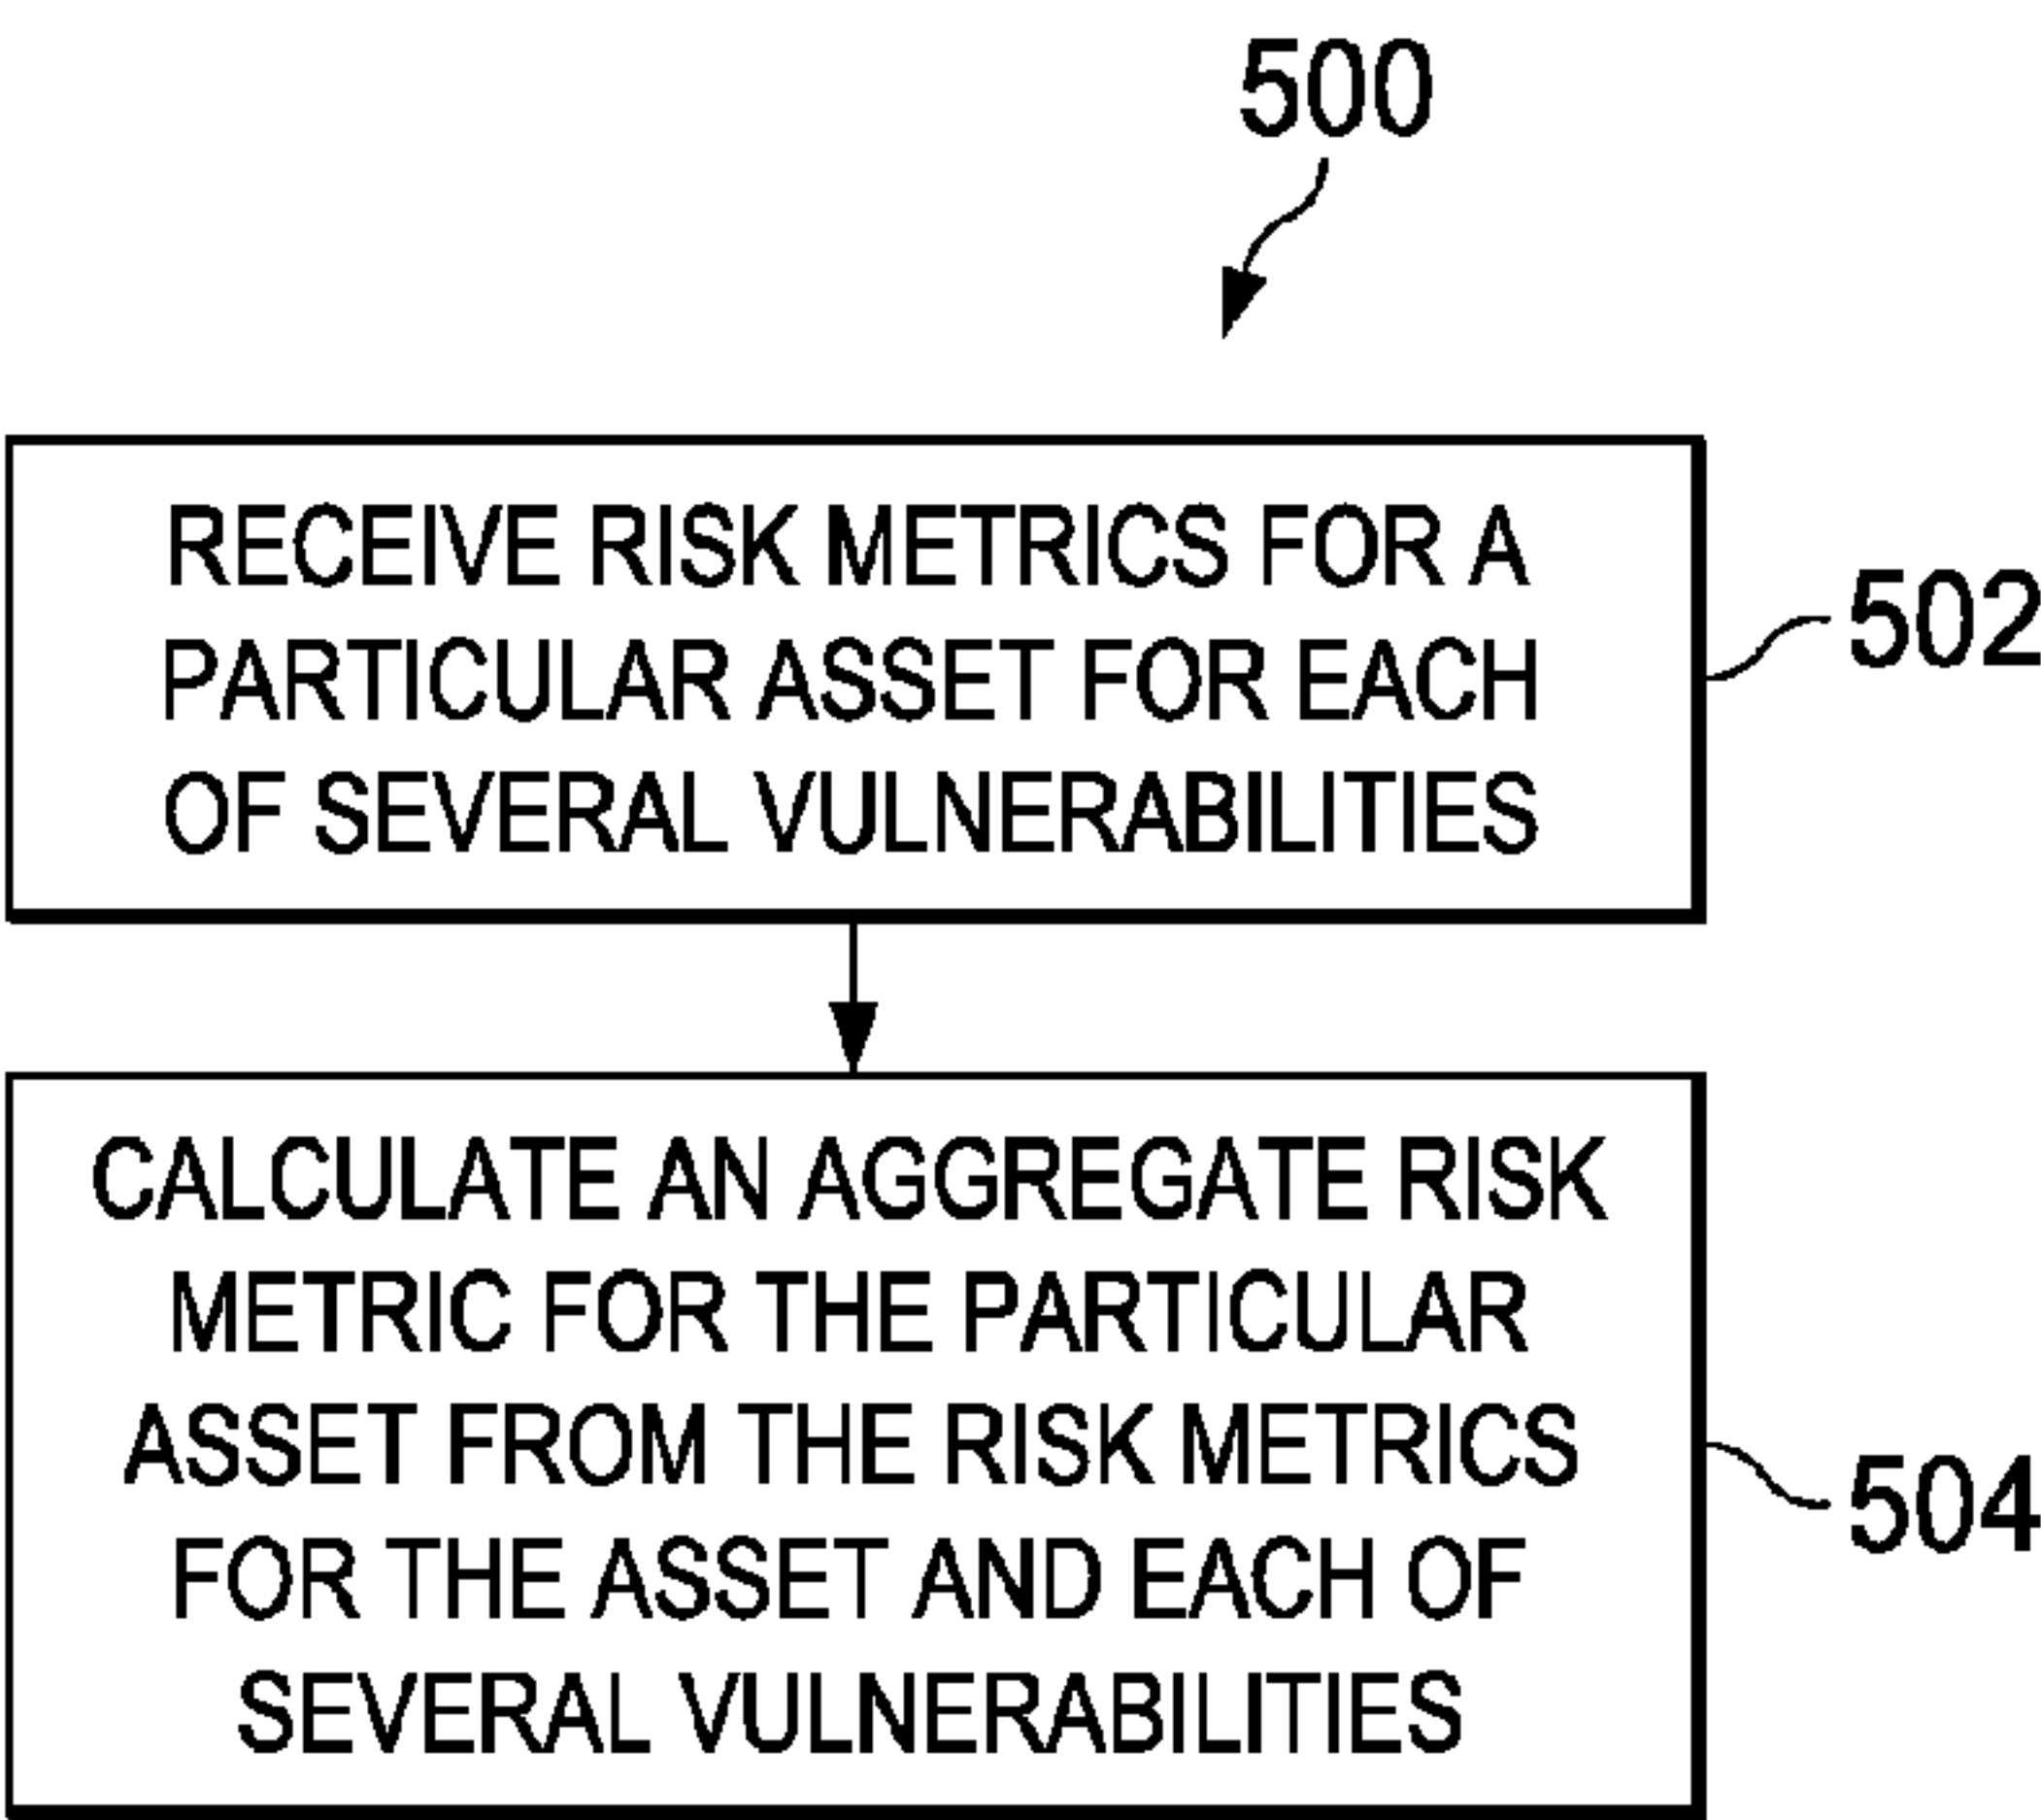 500
RECEIVE RISK METRICS FOR A
PARTICULAR ASSET FOR EACH
OF SEVERAL VULNERABILITIES
502
CALCULATE AN AGGREGATE RISK
METRIC FOR THE PARTICULAR
ASSET FROM THE RISK METRICS
FOR THE ASSET AND EACH OF
SEVERAL VULNERABILITIES
504